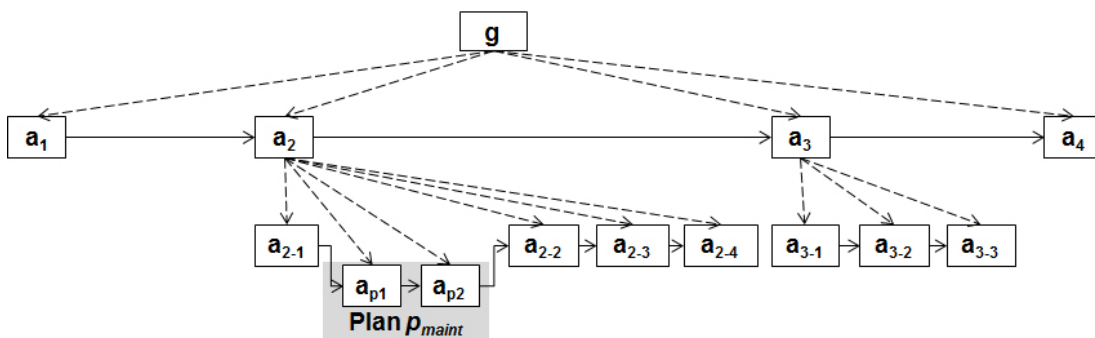 g
a1
a2
a3
a4
a2-1
a2-2
a2-3
a2-4
a3-1
a3-2
a3-3
ap1
ap2
Plan pmaint